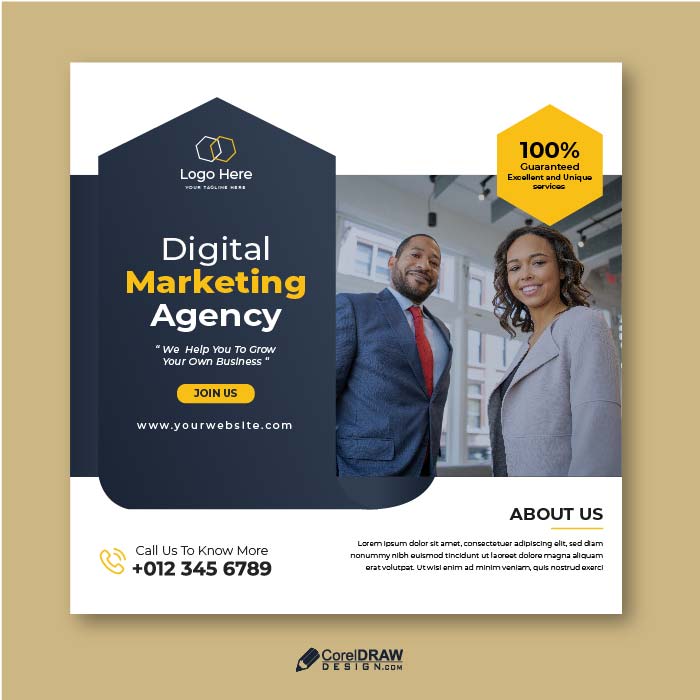 Logo Here
YOUR TAGLINE HERE
Digital
Marketing
Agency
“ We Help You To Grow
Your Own Business “
JOIN US
www.yourwebsite.com
100%
Guaranteed
Excellent and Unique
services
ABOUT US
Lorem ipsum dolor sit amet, consectetuer adipiscing elit, sed diam
nonummy nibh euismod tincidunt ut laoreet dolore magna aliquam
erat volutpat. Ut wisi enim ad minim veniam, quis nostrud exerci
Call Us To Know More
+012 345 6789
CorelDRAW
DESIGN.COM